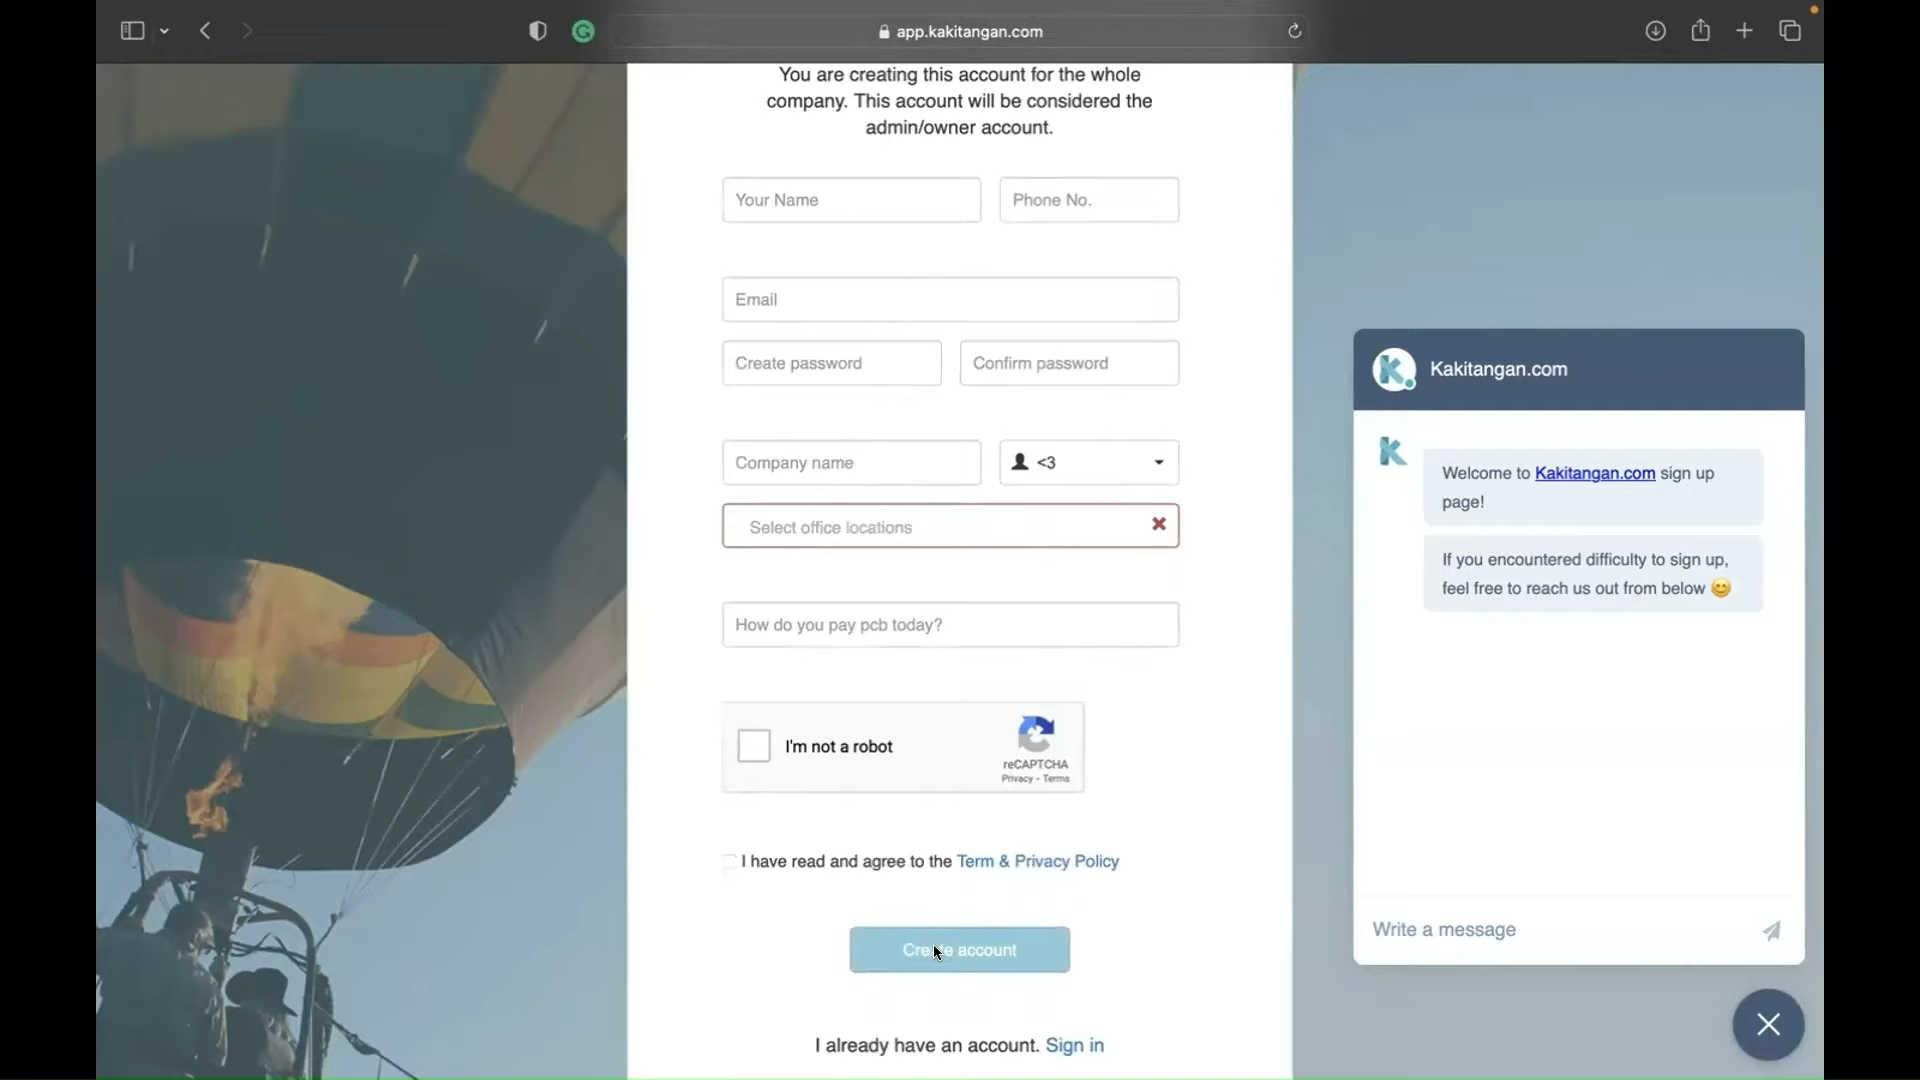 app.kakitangan.com
You are creating this account for the whole
company. This account will be considered the
admin/owner account.
Your Name
Phone No.
Email
Create password
Confirm password
Company name
<3
Select office locations
How do you pay pcb today?
I'm not a robot
reCAPTCHA
Privacy - Terms
I have read and agree to the Term & Privacy Policy
Create account
I already have an account. Sign in
Kakitangan.com
Welcome to Kakitangan.com sign up
page!
If you encountered difficulty to sign up,
feel free to reach us out from below 😊
Write a message